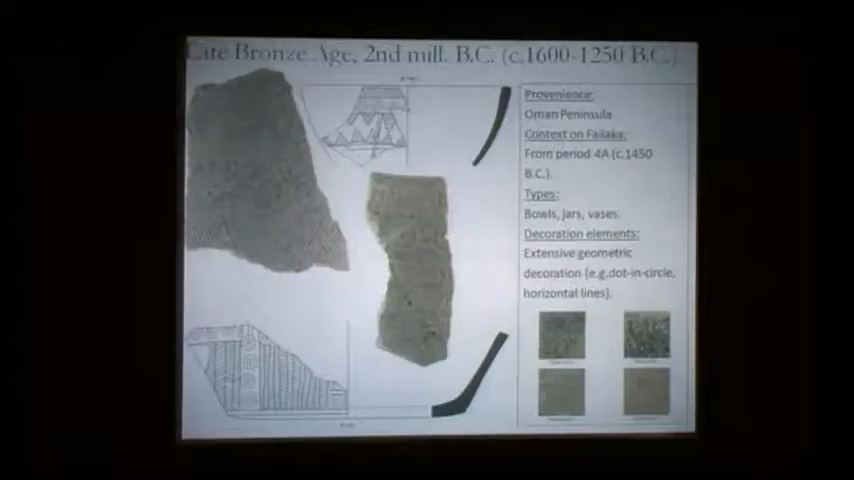 Late Bronze Age, 2nd mill. B.C. (c.1600-1250 B.C.)
Provenience:
Oman Peninsula
Context on Failaka:
From period 4A (c.1450
B.C.).
Types:
Bowls, jars, vases.
Decoration elements:
Extensive geometric
decoration (e.g.dot-in-circle,
horizontal lines).